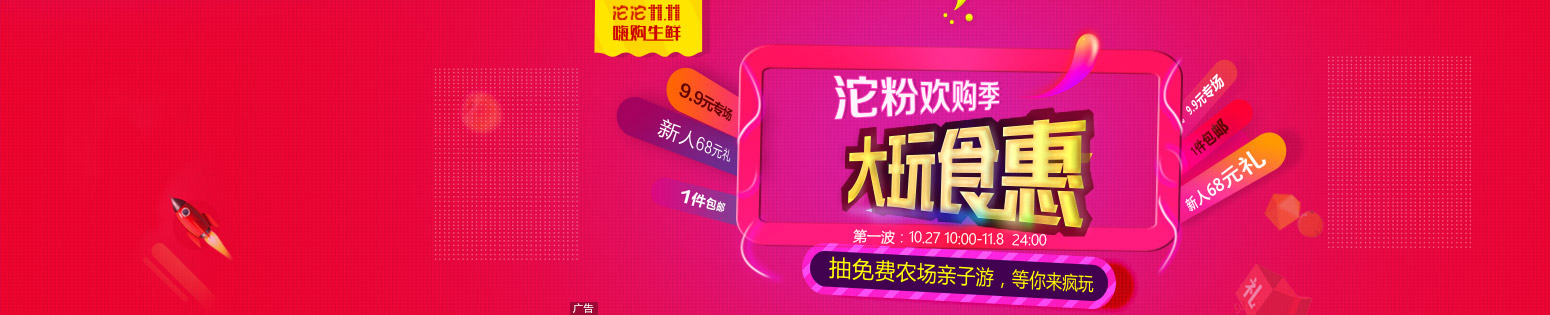 沱沱11.11
嗨购生鲜
沱粉欢购季
大玩食惠
第一波：10.27 10:00-11.8 24:00
抽免费农场亲子游，等你来疯玩
9.9元专场
新人68元礼
1件包邮
9.9元专场
1件包邮
新人68元礼
礼
广告